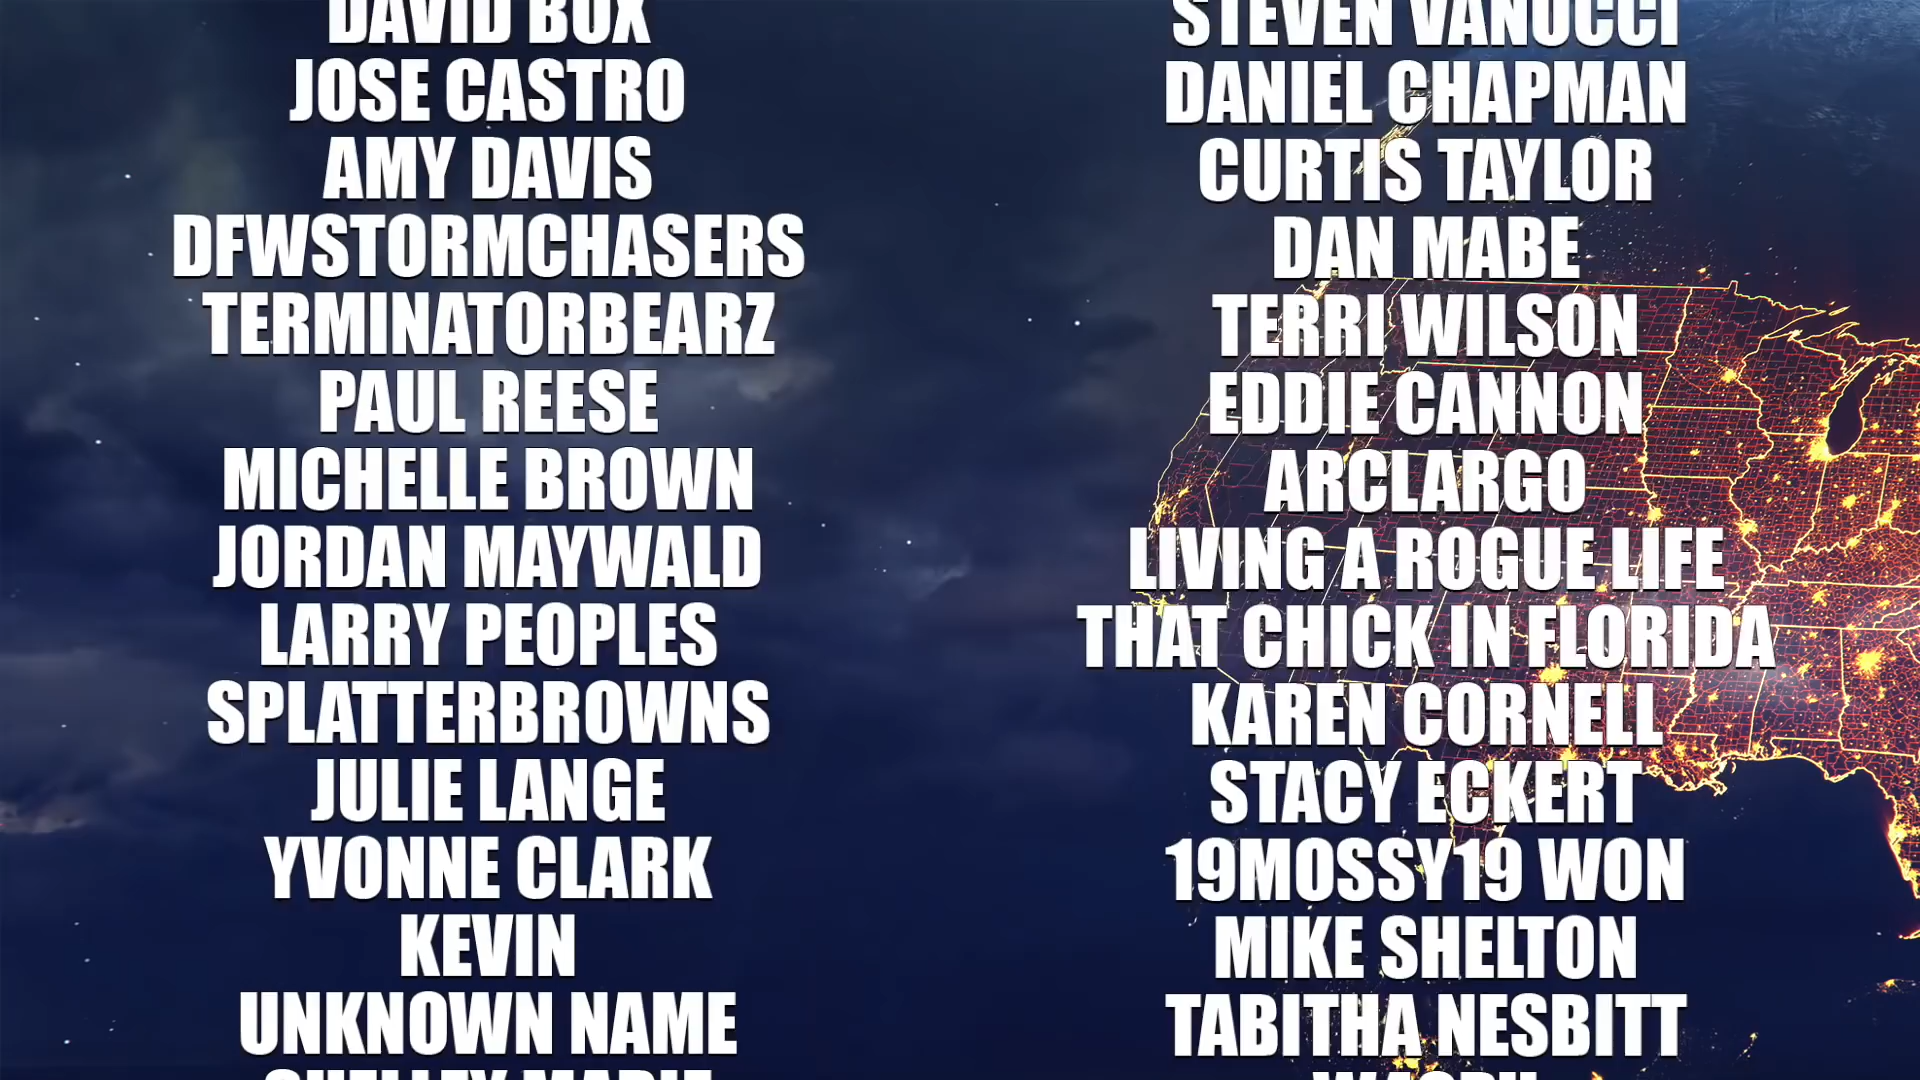 DAVID BOX
JOSE CASTRO
AMY DAVIS
DFWSTORMCHASERS
TERMINATORBEARZ
PAUL REESE
MICHELLE BROWN
JORDAN MAYWALD
LARRY PEOPLES
SPLATTERBROWNS
JULIE LANGE
YVONNE CLARK
KEVIN
UNKNOWN NAME
SHELLEY MARIE
STEVEN VANUCCI
DANIEL CHAPMAN
CURTIS TAYLOR
DAN MABE
TERRI WILSON
EDDIE CANNON
ARCLARGO
LIVING A ROGUE LIFE
THAT CHICK IN FLORIDA
KAREN CORNELL
STACY ECKERT
19MOSSY19 WON
MIKE SHELTON
TABITHA NESBITT